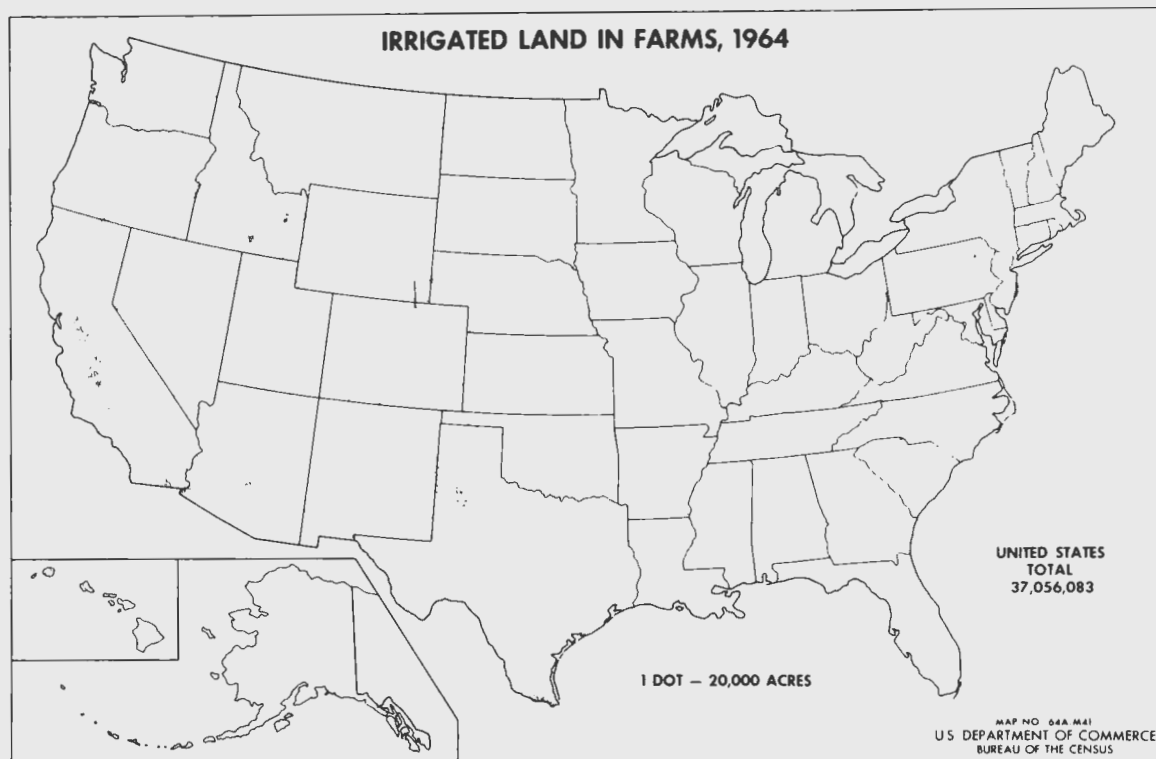 IRRIGATED LAND IN FARMS, 1964
UNITED STATES
TOTAL
37,056,083
1 DOT — 20,000 ACRES
MAP NO 64A M41
U S DEPARTMENT OF COMMERCE
BUREAU OF THE CENSUS